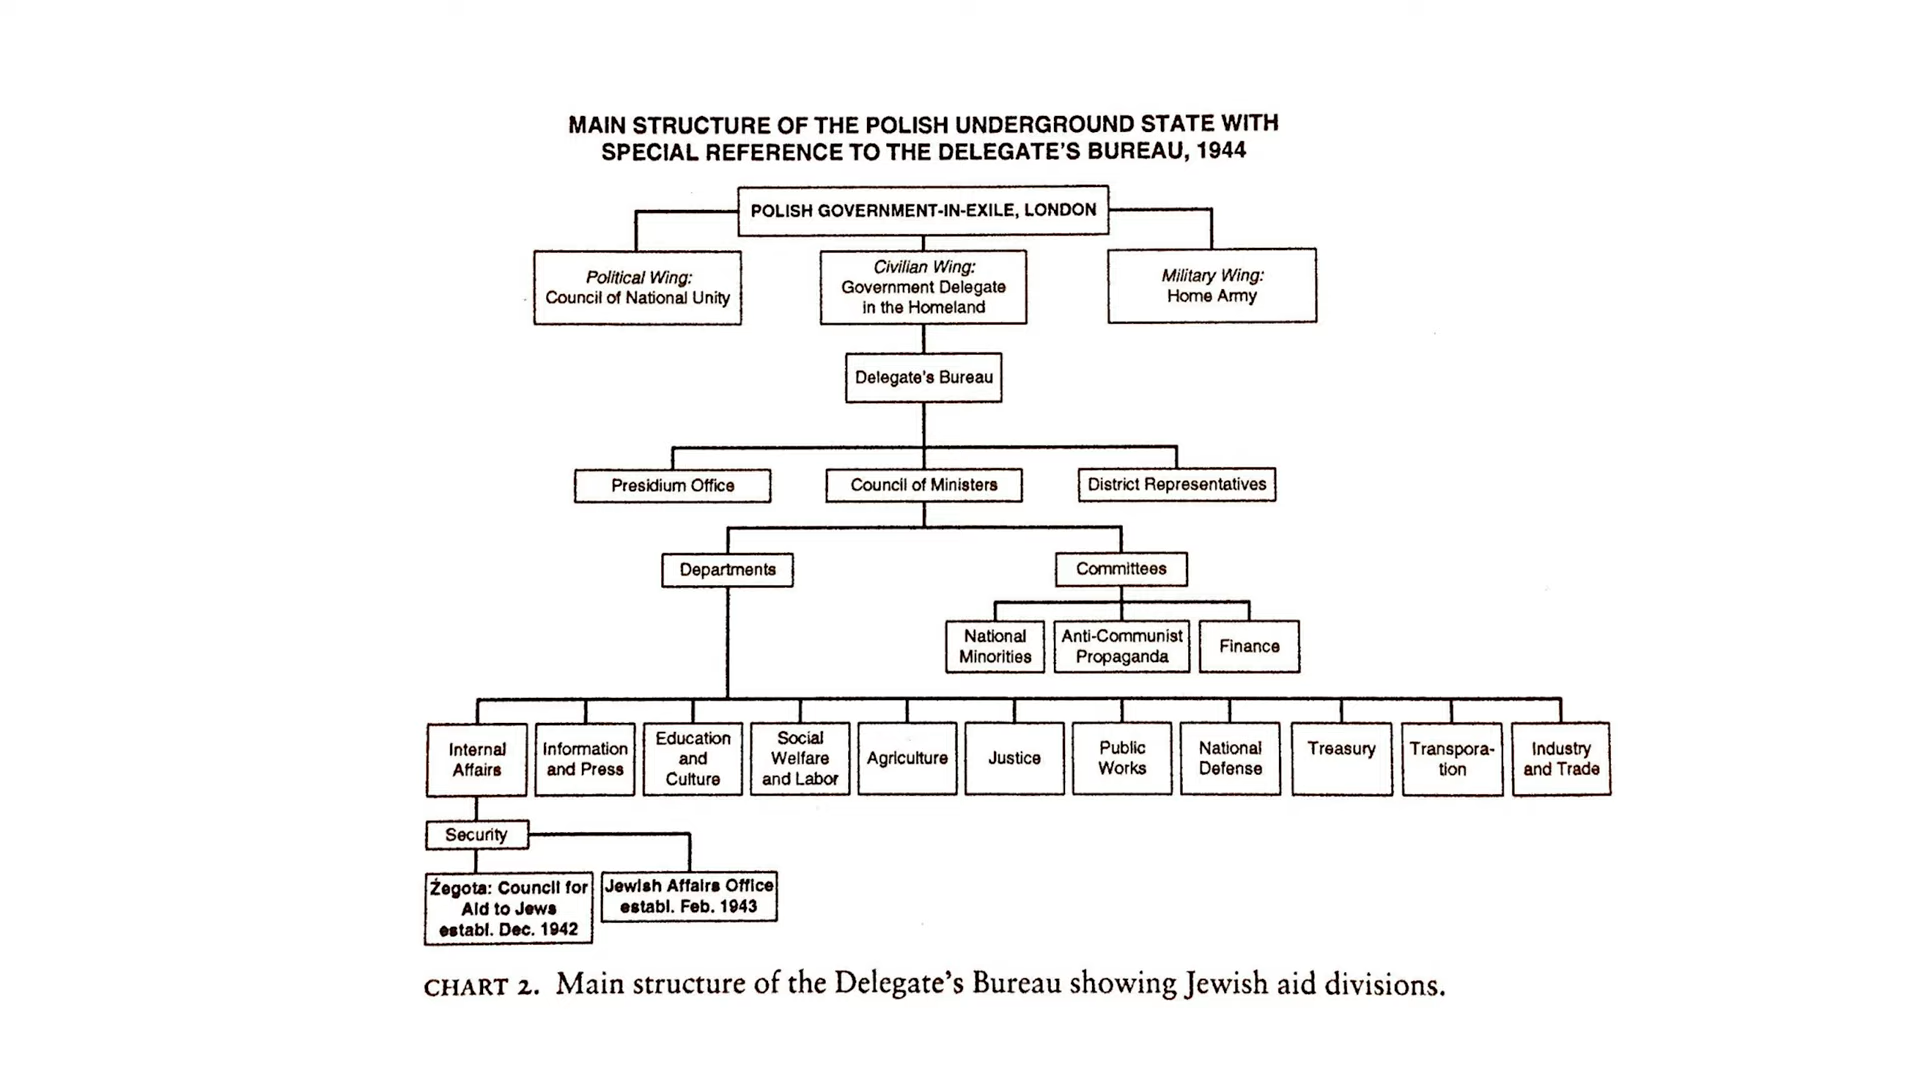 MAIN STRUCTURE OF THE POLISH UNDERGROUND STATE WITH
SPECIAL REFERENCE TO THE DELEGATE'S BUREAU, 1944
POLISH GOVERNMENT-IN-EXILE, LONDON
Political Wing:
Council of National Unity
Civilian Wing:
Government Delegate
in the Homeland
Military Wing:
Home Army
Delegate's Bureau
Presidium Office
Council of Ministers
District Representatives
Departments
Committees
National
Minorities
Anti-Communist
Propaganda
Finance
Internal
Affairs
Information
and Press
Education
and
Culture
Social
Welfare
and Labor
Agriculture
Justice
Public
Works
National
Defense
Treasury
Transpora-
tion
Industry
and Trade
Security
Żegota: Council for
Aid to Jews
establ. Dec. 1942
Jewish Affairs Office
establ. Feb. 1943
CHART 2. Main structure of the Delegate's Bureau showing Jewish aid divisions.